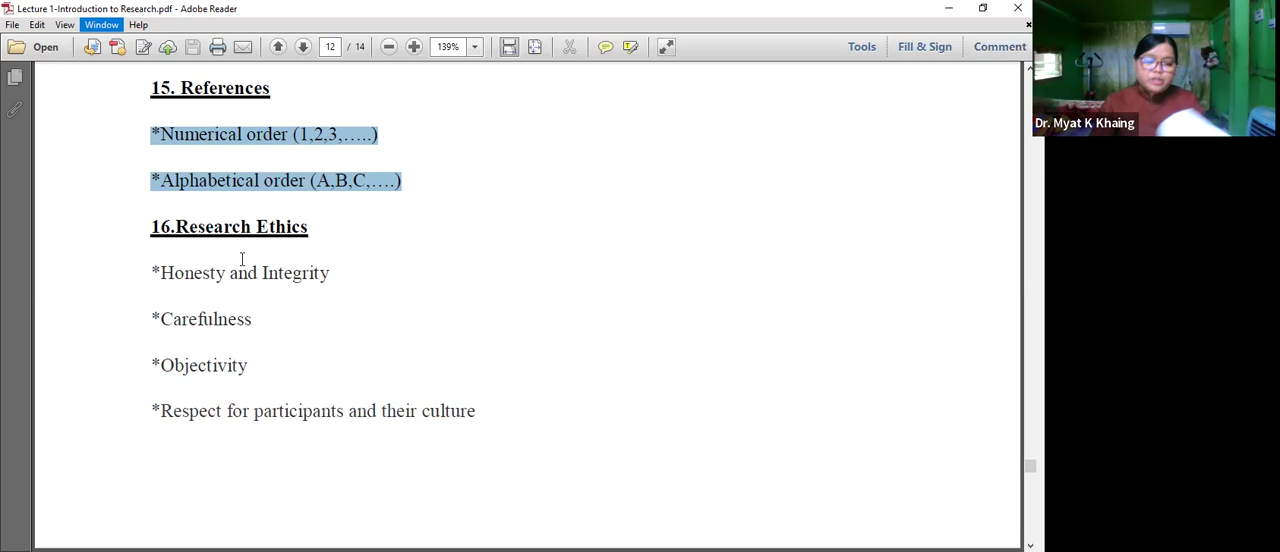 Lecture 1-Introduction to Research.pdf - Adobe Reader
File Edit View Window Help
Open 12 / 14 139% Tools Fill & Sign Comment
15. References
*Numerical order (1,2,3,…..)
*Alphabetical order (A,B,C,….)
16.Research Ethics
*Honesty and Integrity
*Carefulness
*Objectivity
*Respect for participants and their culture
Dr. Myat K Khaing